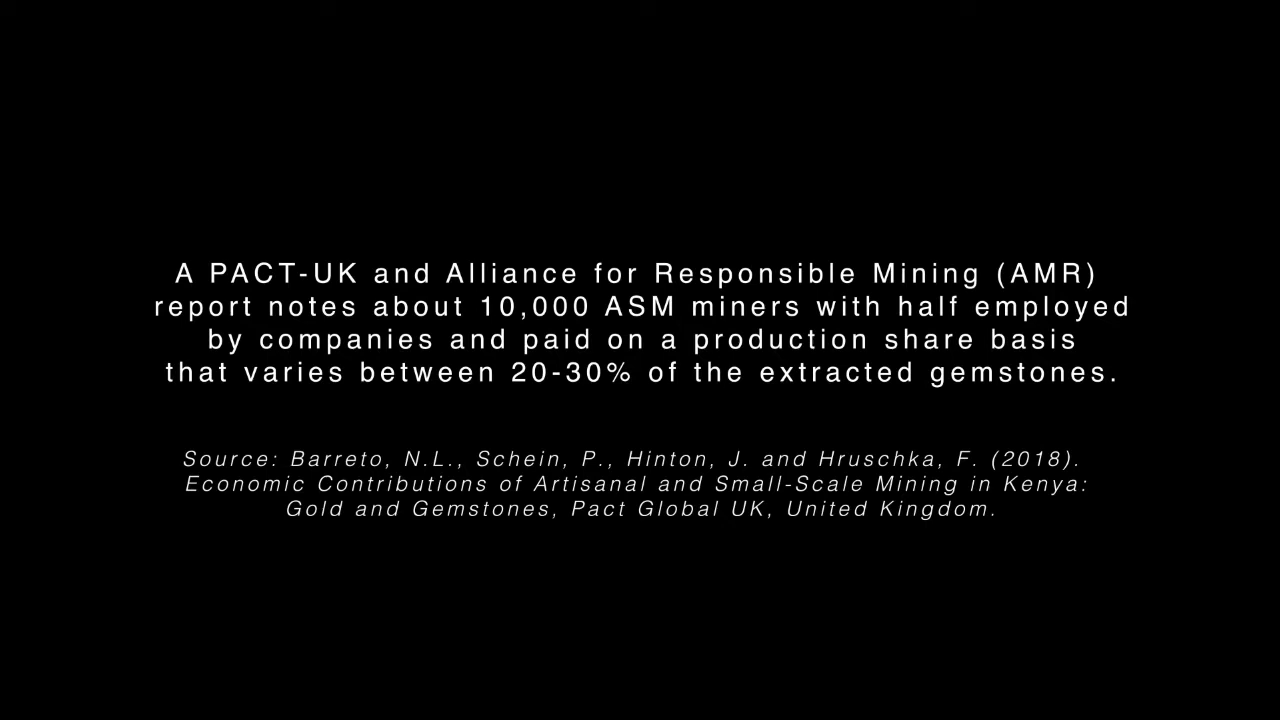 A PACT-UK and Alliance for Responsible Mining (AMR)
report notes about 10,000 ASM miners with half employed
by companies and paid on a production share basis
that varies between 20-30% of the extracted gemstones.
Source: Barreto, N.L., Schein, P., Hinton, J. and Hruschka, F. (2018).
Economic Contributions of Artisanal and Small-Scale Mining in Kenya:
Gold and Gemstones, Pact Global UK, United Kingdom.